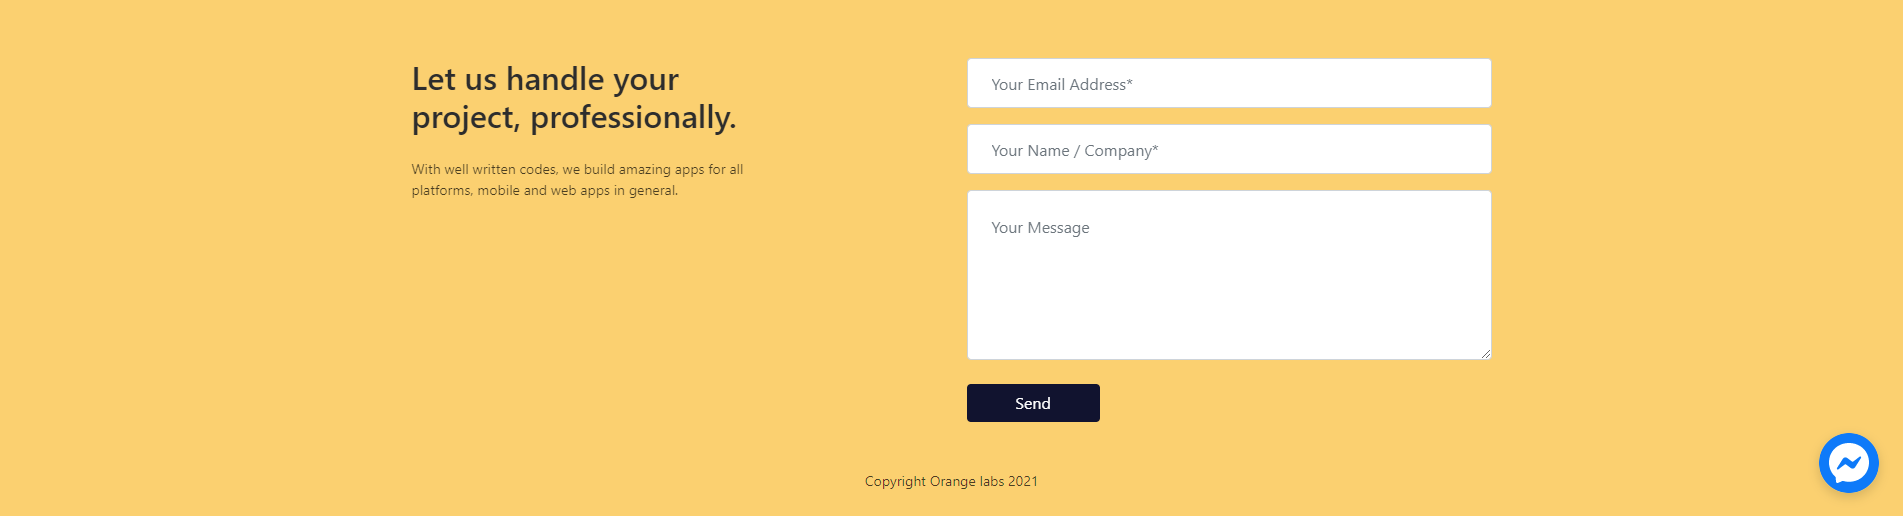 Let us handle your
project, professionally.
With well written codes, we build amazing apps for all
platforms, mobile and web apps in general.
Your Email Address*
Your Name / Company*
Your Message
Send
Copyright Orange labs 2021